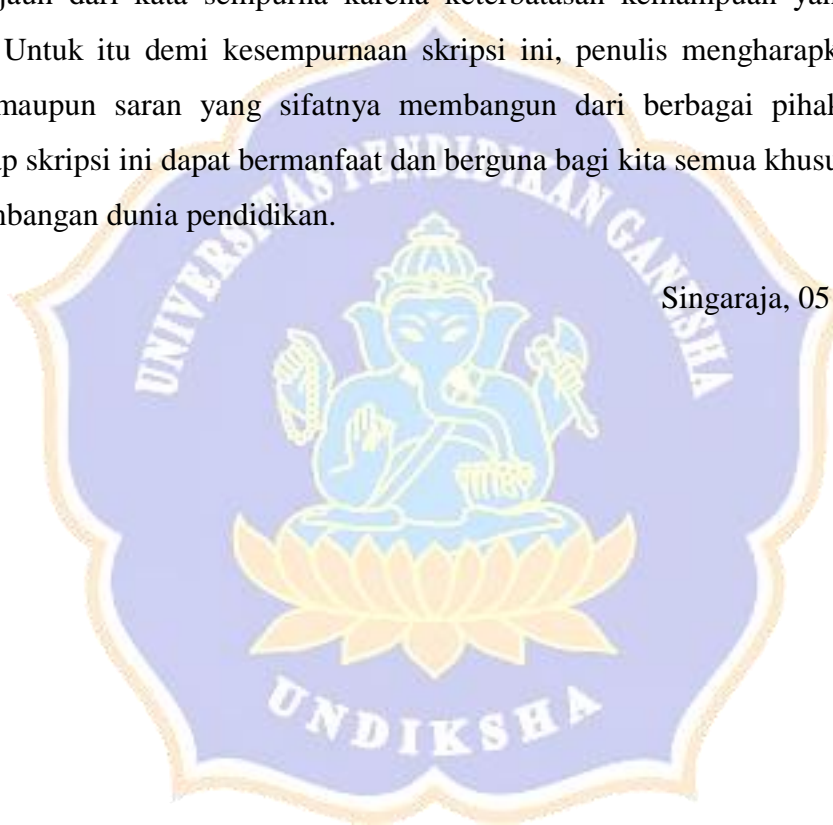 jauh dari kata sempurna karena keterbatasan kemampuan yan
Untuk itu demi kesempurnaan skripsi ini, penulis mengharapk
maupun saran yang sifatnya membangun dari berbagai pihak
ap skripsi ini dapat bermanfaat dan berguna bagi kita semua khusu
mbangan dunia pendidikan.
UNIVERSITAS PENDIDIKAN GANESHA
Singaraja, 05
UNDIKSHA